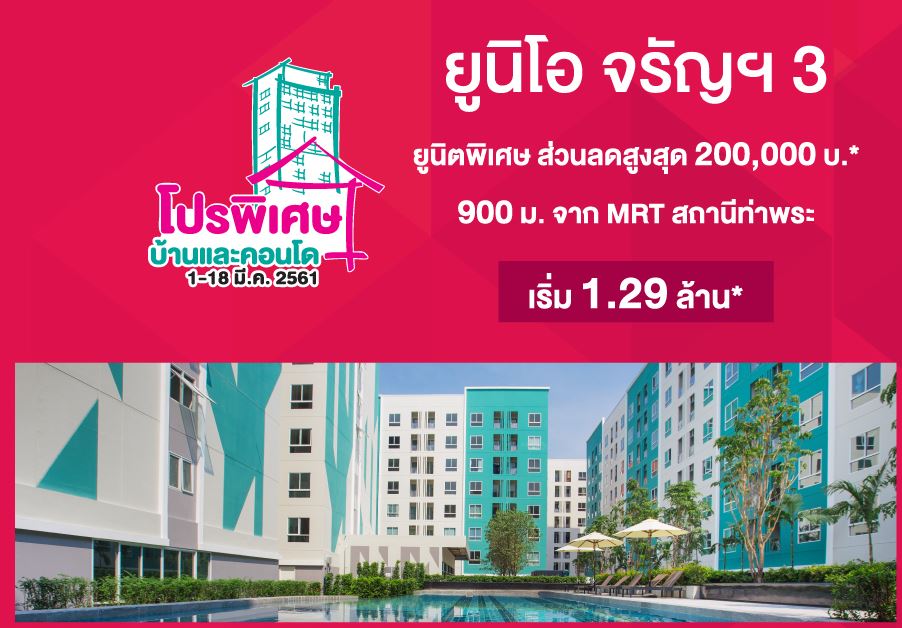 ยูนิโอ จรัญฯ 3
ยูนิตพิเศษ ส่วนลดสูงสุด 200,000 บ.*
900 ม. จาก MRT สถานีท่าพระ
เริ่ม 1.29 ล้าน*
โปรพิเศษ
บ้านและคอนโด
1-18 มี.ค. 2561